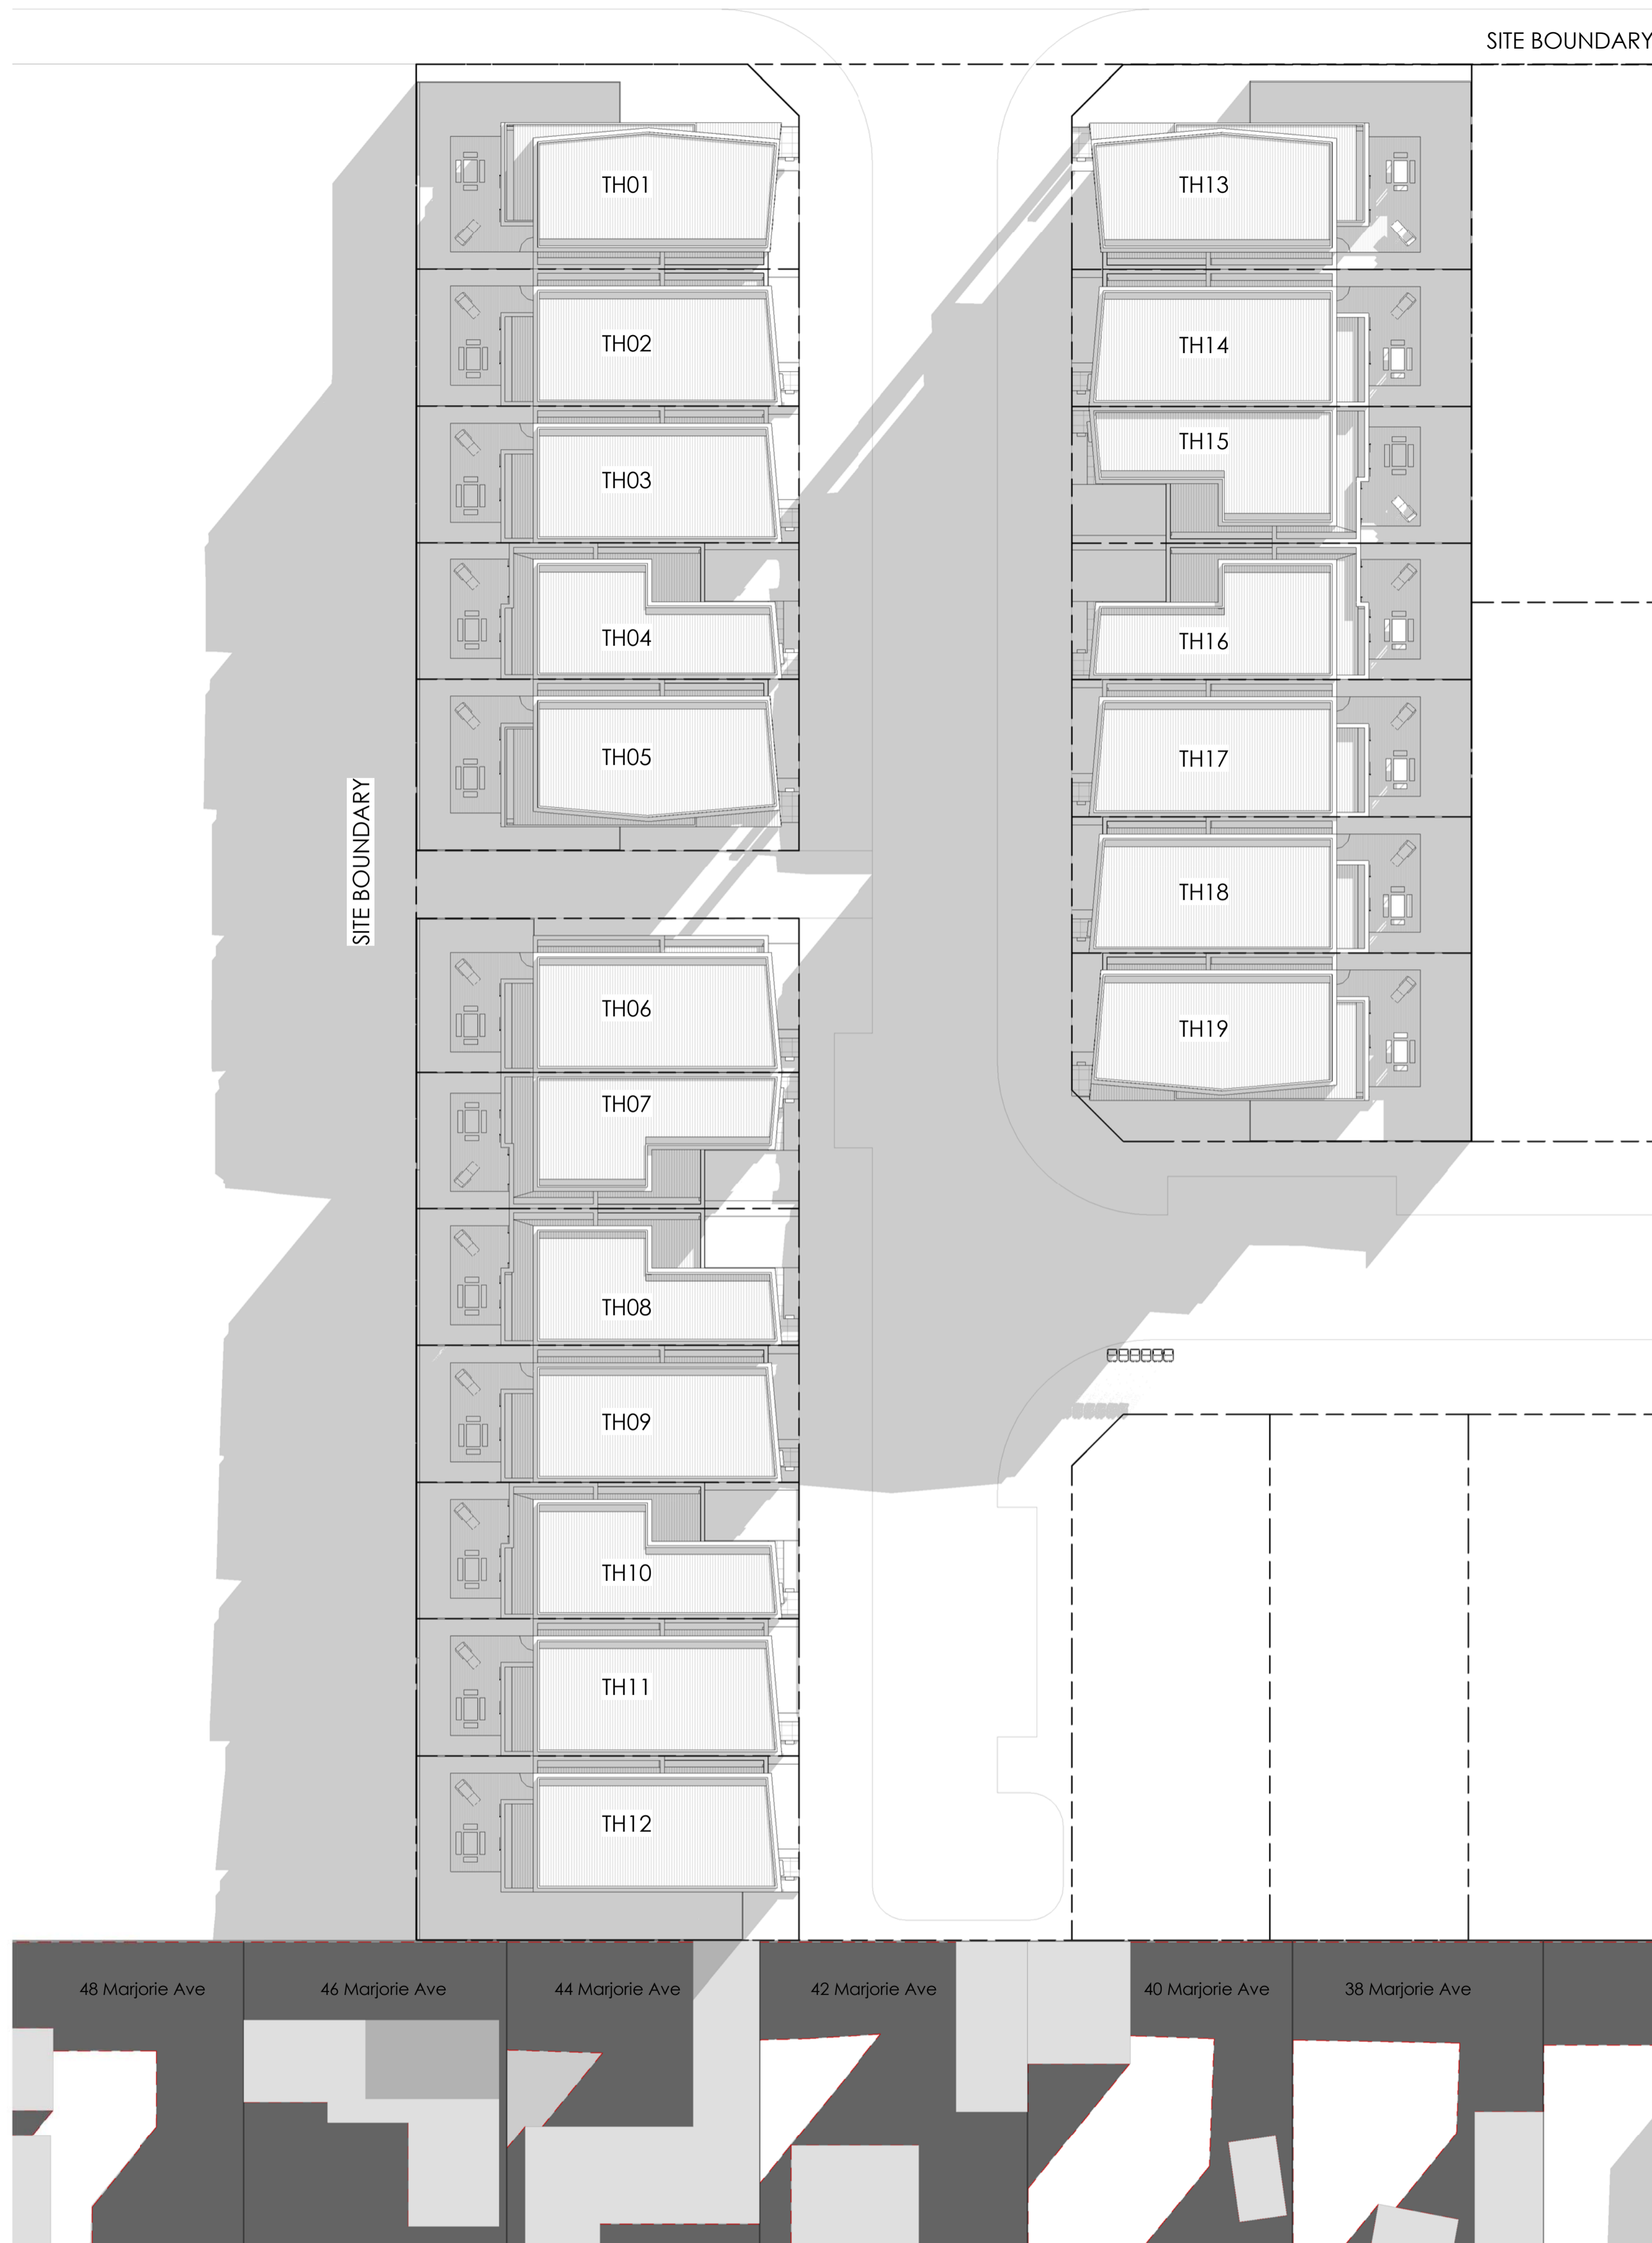 SITE BOUNDARY
TH01
TH13
TH02
TH14
TH15
TH03
TH04
TH16
TH05
TH17
SITE BOUNDARY
TH18
TH06
TH19
TH07
TH08
TH09
TH10
TH11
TH12
48 Marjorie Ave
46 Marjorie Ave
44 Marjorie Ave
42 Marjorie Ave
40 Marjorie Ave
38 Marjorie Ave